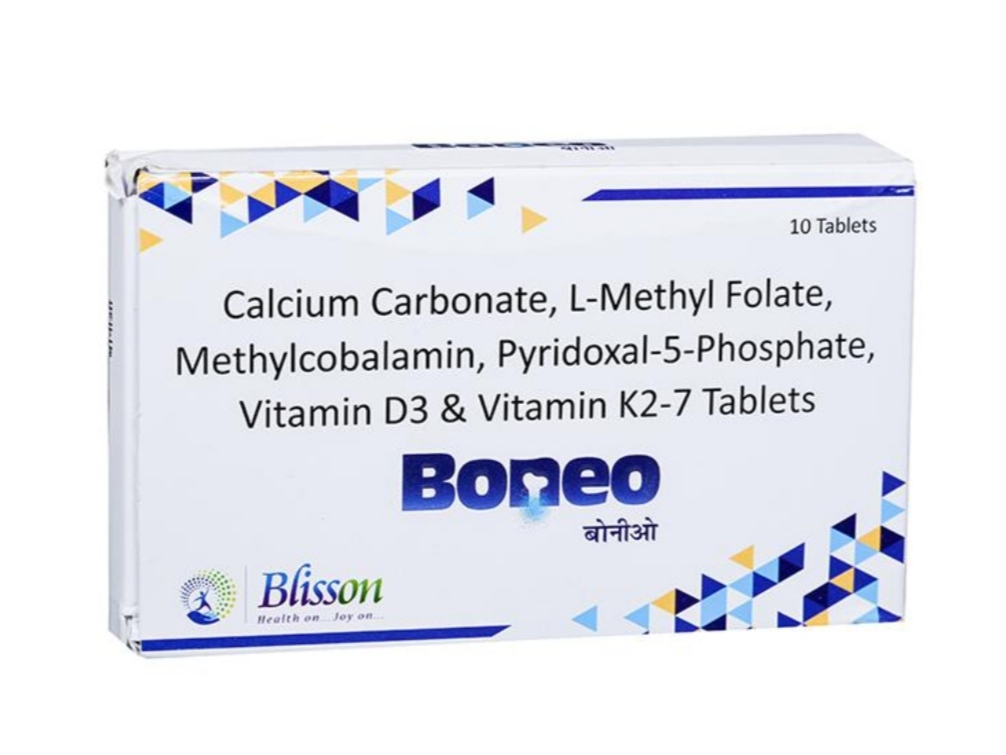 Boneo
बोनीओ
10 Tablets
Calcium Carbonate, L-Methyl Folate,
Methylcobalamin, Pyridoxal-5-Phosphate,
Vitamin D3 & Vitamin K2-7 Tablets
Boneo
बोनीओ
Blisson
Health on... Joy on...